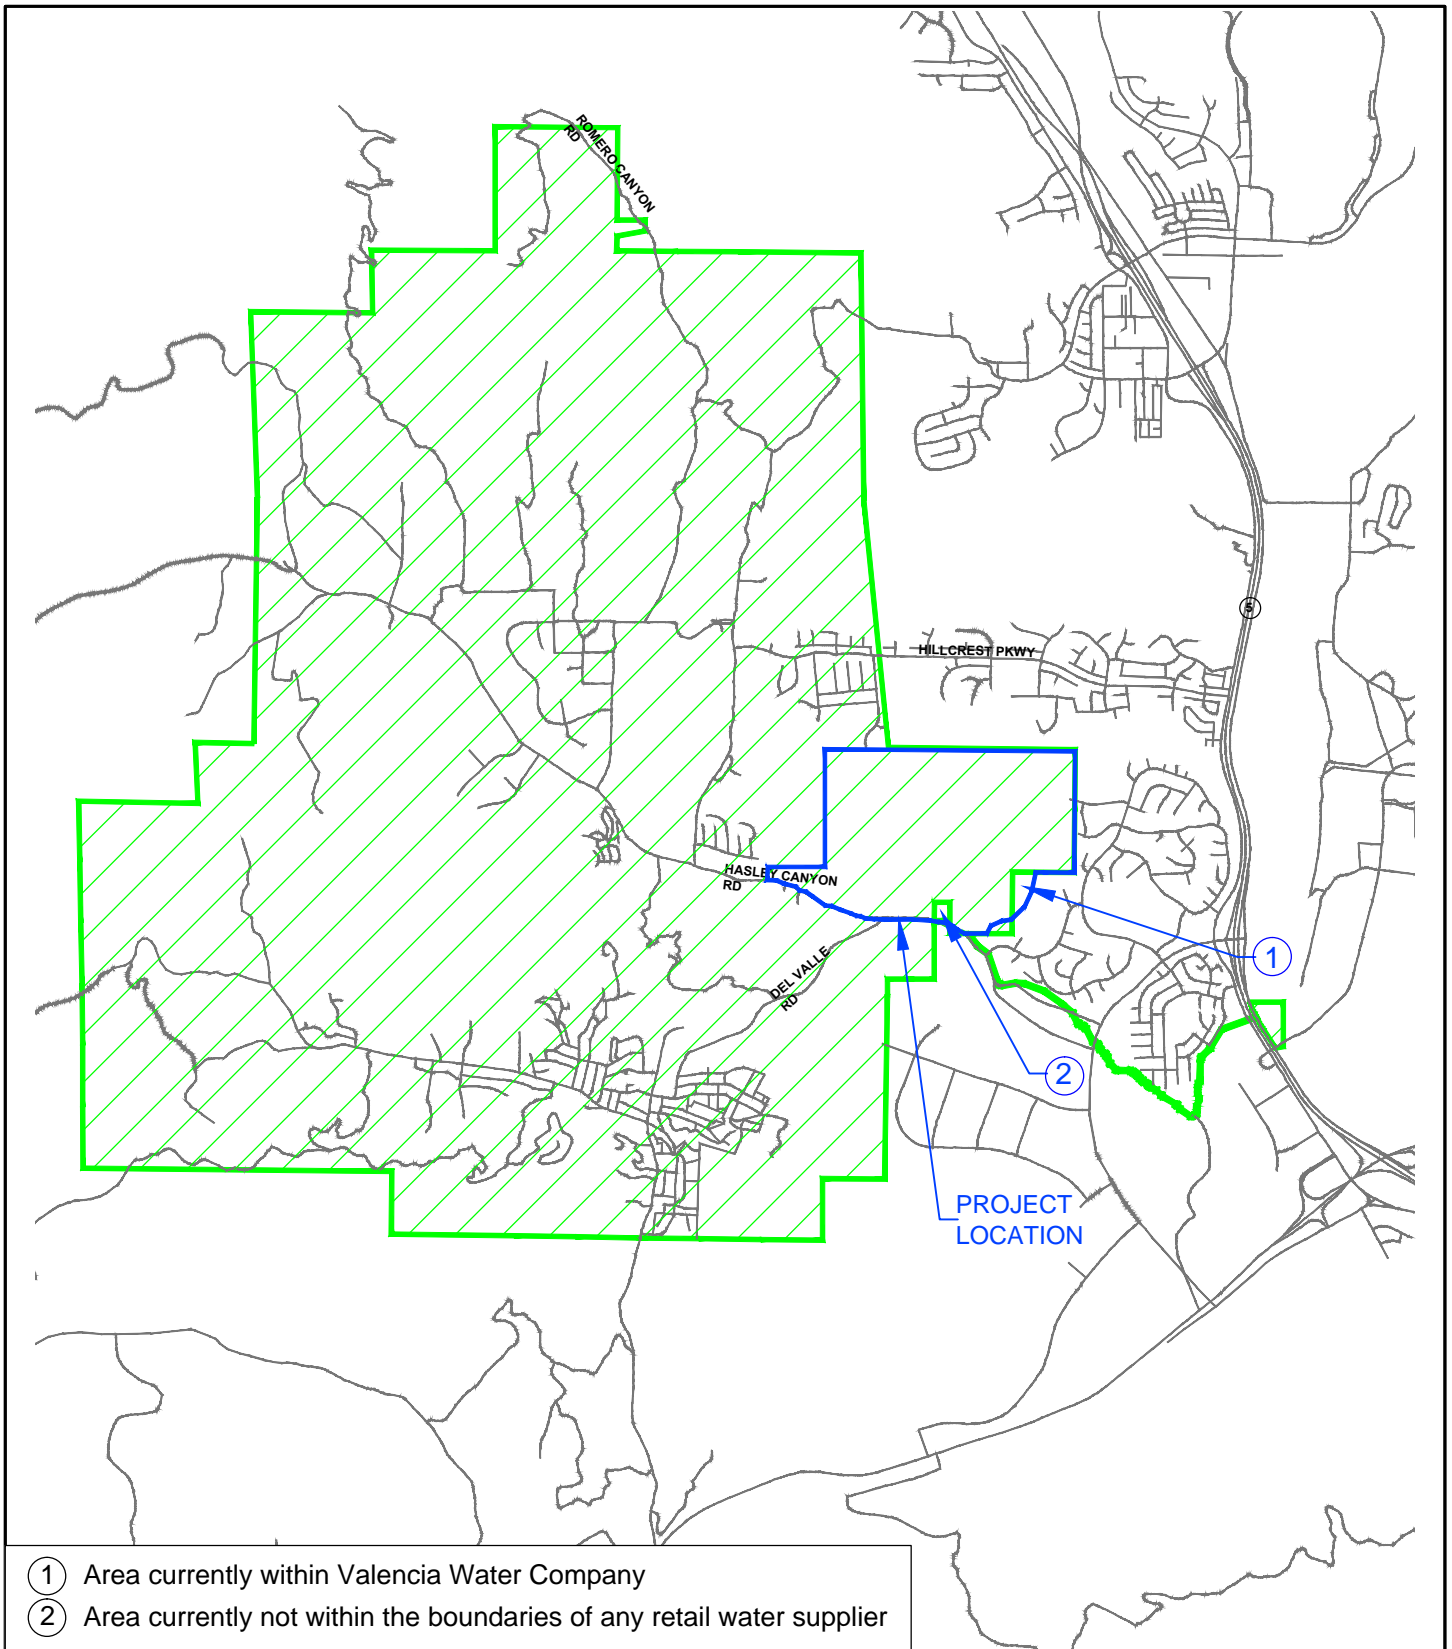 ROMERO CANYON
RD
5
HILLCREST PKWY
HASLEY CANYON
RD
DEL VALLE
RD
1
2
PROJECT
LOCATION
1 Area currently within Valencia Water Company
2 Area currently not within the boundaries of any retail water supplier